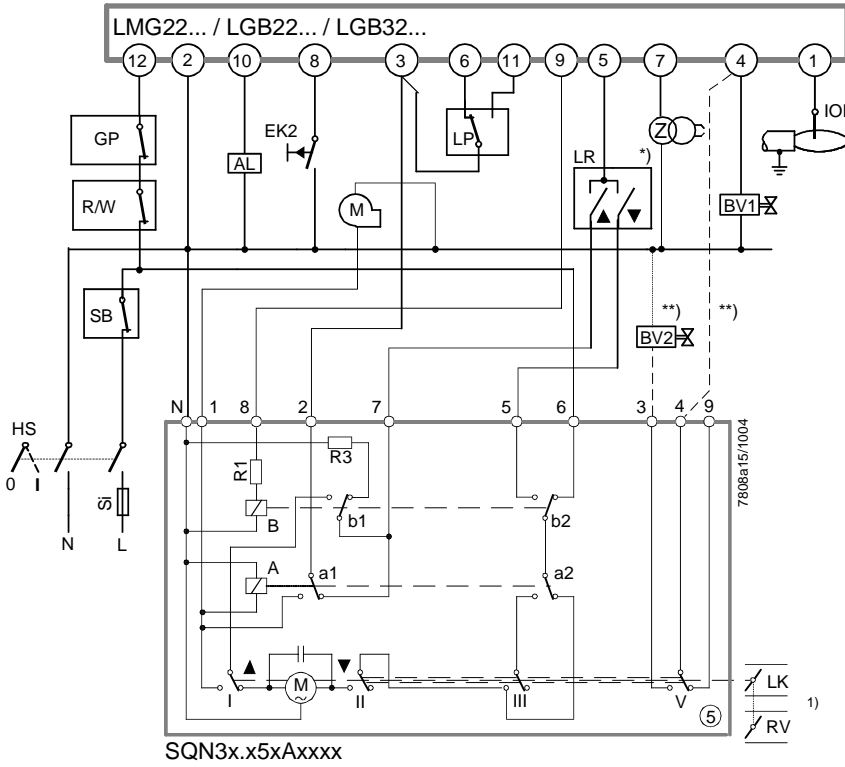 LMG22... / LGB22... / LGB32...
12 2 10 8 3 6 11 9 5 7 4 1
GP
EK2
LP
LR
*)
Z
ION
AL
R/W
M
BV1
SB
**)
**)
BV2
HS
0 I
Si
N L
N 1 8 2 7 5 6 3 4 9
R3
R1
B
b1
b2
A
a1
a2
M
I
II
III
V
5
LK
RV
1)
7808a15/1004
SQN3x.x5xAxxxx